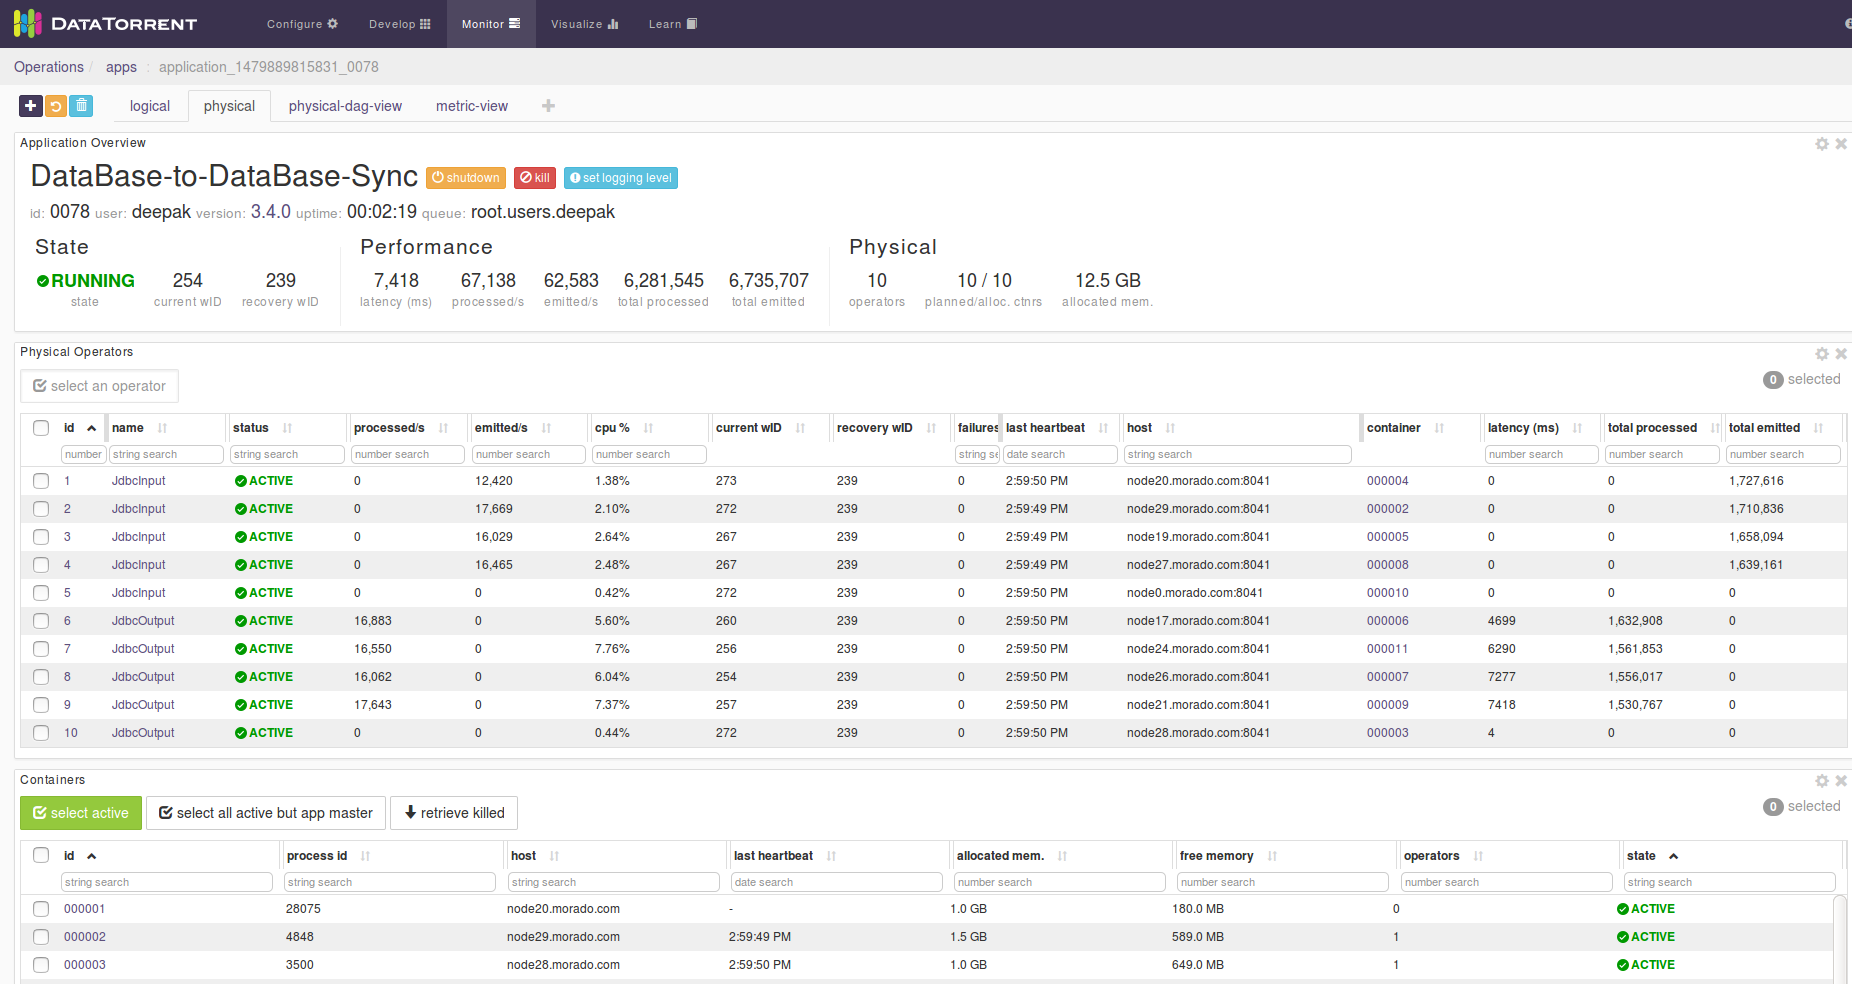 DATATORRENT Configure Develop Monitor Visualize Learn
Operations / apps : application_1479889815831_0078
logical physical physical-dag-view metric-view
Application Overview
DataBase-to-DataBase-Sync shutdown kill set logging level
id: 0078 user: deepak version: 3.4.0 uptime: 00:02:19 queue: root.users.deepak
State Performance Physical
RUNNING 254 239 7,418 67,138 62,583 6,281,545 6,735,707 10 10 / 10 12.5 GB
state current wID recovery wID latency (ms) processed/s emitted/s total processed total emitted operators planned/alloc. ctnrs allocated mem.
Physical Operators
select an operator 0 selected
id name status processed/s emitted/s cpu % current wID recovery wID failures last heartbeat host container latency (ms) total processed total emitted
number string search string search number search number search number search string se date search string search number search number search number search
1 JdbcInput ACTIVE 0 12,420 1.38% 273 239 0 2:59:50 PM node20.morado.com:8041 000004 0 0 1,727,616
2 JdbcInput ACTIVE 0 17,669 2.10% 272 239 0 2:59:49 PM node29.morado.com:8041 000002 0 0 1,710,836
3 JdbcInput ACTIVE 0 16,029 2.64% 267 239 0 2:59:49 PM node19.morado.com:8041 000005 0 0 1,658,094
4 JdbcInput ACTIVE 0 16,465 2.48% 267 239 0 2:59:49 PM node27.morado.com:8041 000008 0 0 1,639,161
5 JdbcInput ACTIVE 0 0 0.42% 272 239 0 2:59:50 PM node0.morado.com:8041 000010 0 0 0
6 JdbcOutput ACTIVE 16,883 0 5.60% 260 239 0 2:59:50 PM node17.morado.com:8041 000006 4699 1,632,908 0
7 JdbcOutput ACTIVE 16,550 0 7.76% 256 239 0 2:59:50 PM node24.morado.com:8041 000011 6290 1,561,853 0
8 JdbcOutput ACTIVE 16,062 0 6.04% 254 239 0 2:59:50 PM node26.morado.com:8041 000007 7277 1,556,017 0
9 JdbcOutput ACTIVE 17,643 0 7.37% 257 239 0 2:59:50 PM node21.morado.com:8041 000009 7418 1,530,767 0
10 JdbcOutput ACTIVE 0 0 0.44% 272 239 0 2:59:50 PM node28.morado.com:8041 000003 4 0 0
Containers
select active select all active but app master retrieve killed 0 selected
id process id host last heartbeat allocated mem. free memory operators state
string search string search string search date search number search number search number search string search
000001 28075 node20.morado.com - 1.0 GB 180.0 MB 0 ACTIVE
000002 4848 node29.morado.com 2:59:49 PM 1.5 GB 589.0 MB 1 ACTIVE
000003 3500 node28.morado.com 2:59:50 PM 1.0 GB 649.0 MB 1 ACTIVE